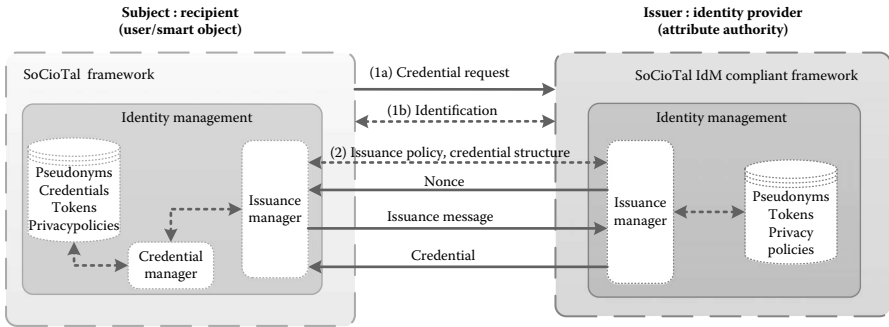 Subject : recipient
(user/smart object)
Issuer : identity provider
(attribute authority)
SoCioTal framework
(1a) Credential request
SoCioTal IdM compliant framework
(1b) Identification
Identity management
Identity management
(2) Issuance policy, credential structure
Pseudonyms
Credentials
Tokens
Privacypolicies
Issuance
manager
Credential
manager
Nonce
Issuance message
Credential
Issuance
manager
Pseudonyms
Tokens
Privacy
policies